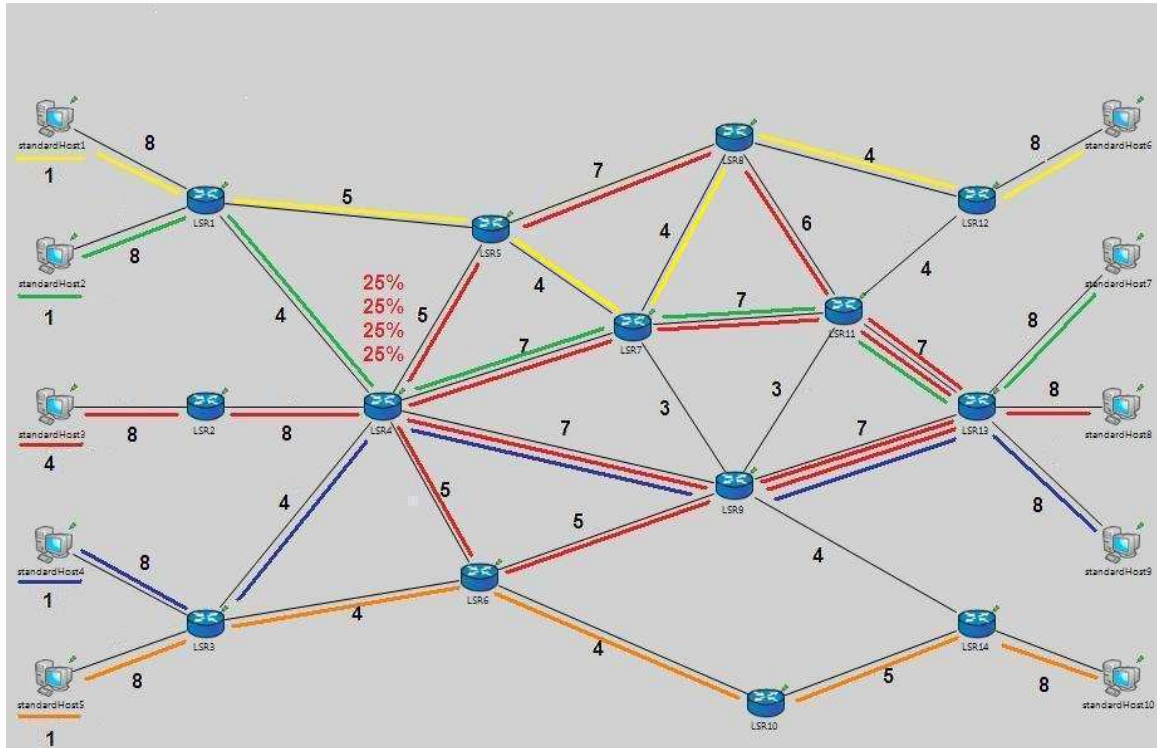 standardHost1
1
8
standardHost2
1
8
LSR1
5
4
LSR5
7
LSR8
4
LSR12
8
standardHost6
4
4
6
4
25%
25%
25%
25%
5
7
LSR7
7
LSR11
7
8
standardHost7
standardHost3
4
8
LSR2
8
LSR4
7
3
3
7
LSR13
8
standardHost8
4
5
5
LSR9
4
8
standardHost9
standardHost4
1
8
LSR3
4
LSR6
4
LSR14
standardHost5
1
8
LSR10
5
8
standardHost10